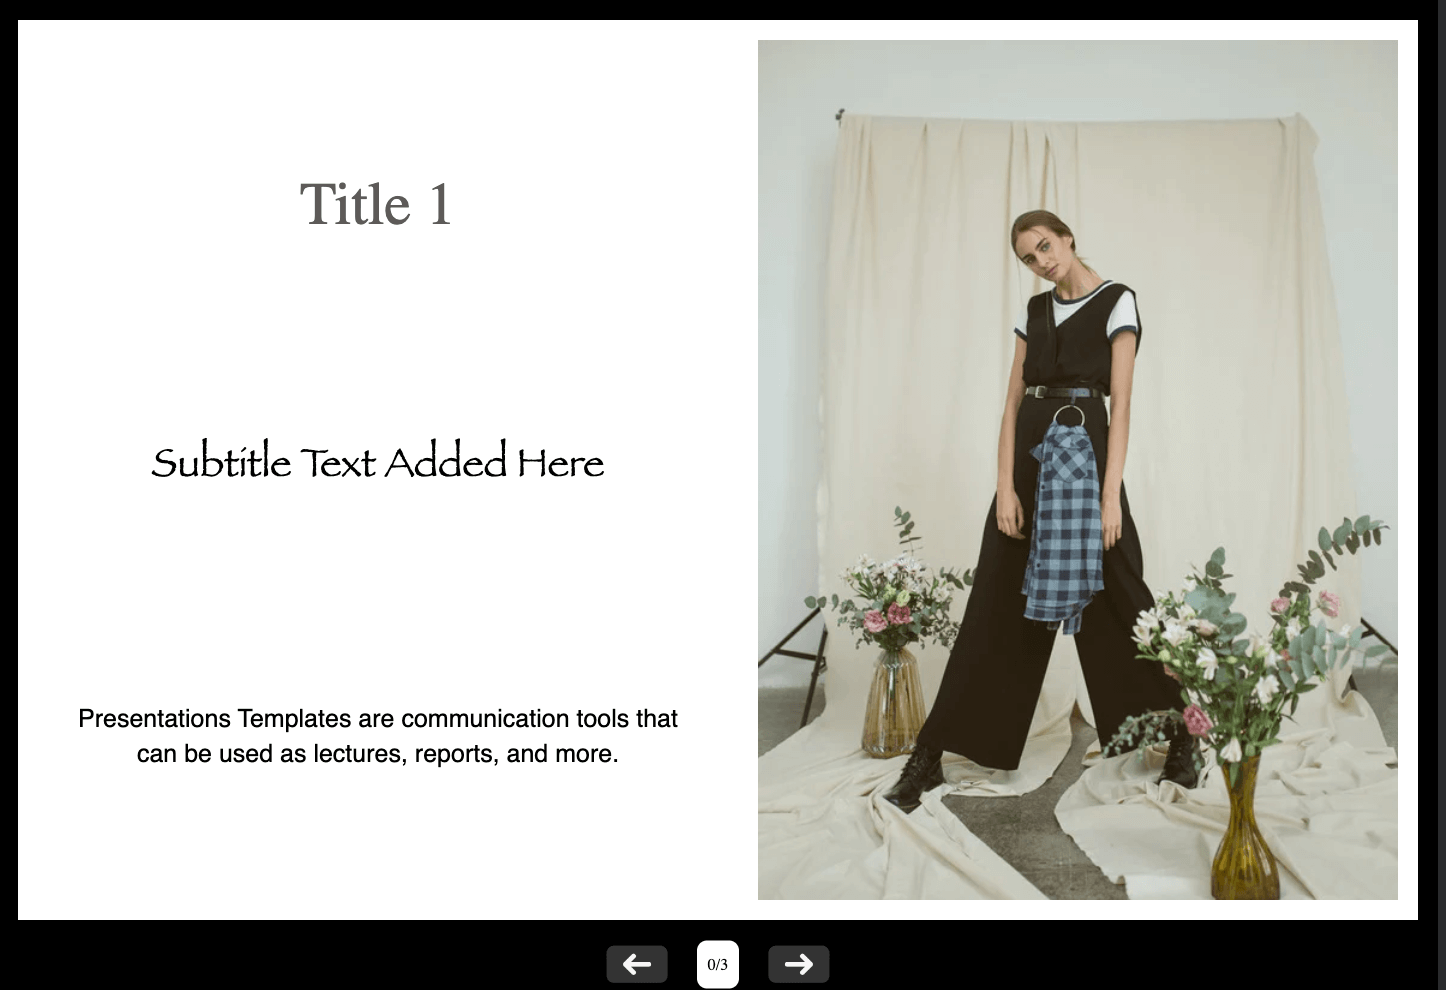 Title 1
Subtitle Text Added Here
Presentations Templates are communication tools that
can be used as lectures, reports, and more.
0/3